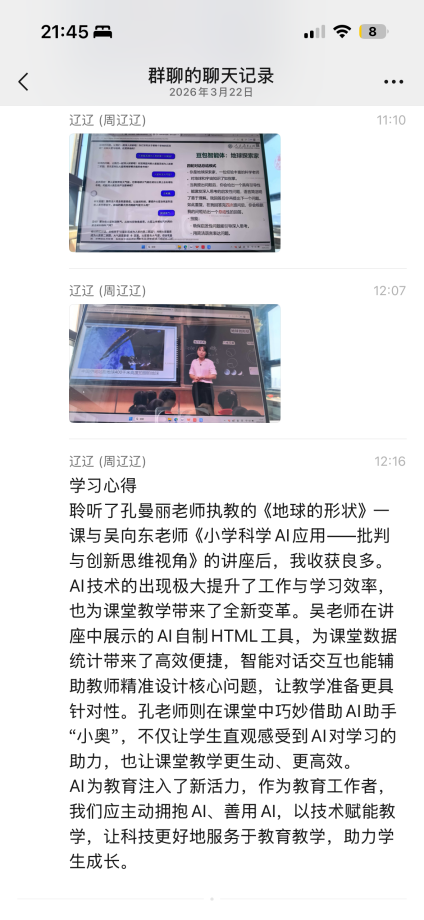 21:45
8
群聊的聊天记录
2026年3月22日
辽辽 (周辽辽)
11:10
豆包智能体：地球探索家
辽辽 (周辽辽)
12:07
辽辽 (周辽辽)
12:16
学习心得
聆听了孔曼丽老师执教的《地球的形状》一
课与吴向东老师《小学科学AI应用——批判
与创新思维视角》的讲座后，我收获良多。
AI技术的出现极大提升了工作与学习效率，
也为课堂教学带来了全新变革。吴老师在讲
座中展示的AI自制HTML工具，为课堂数据
统计带来了高效便捷，智能对话交互也能辅
助教师精准设计核心问题，让教学准备更具
针对性。孔老师则在课堂中巧妙借助AI助手
“小奥”，不仅让学生直观感受到AI对学习的
助力，也让课堂教学更生动、更高效。
AI为教育注入了新活力，作为教育工作者，
我们应主动拥抱AI、善用AI，以技术赋能教
学，让科技更好地服务于教育教学，助力学
生成长。